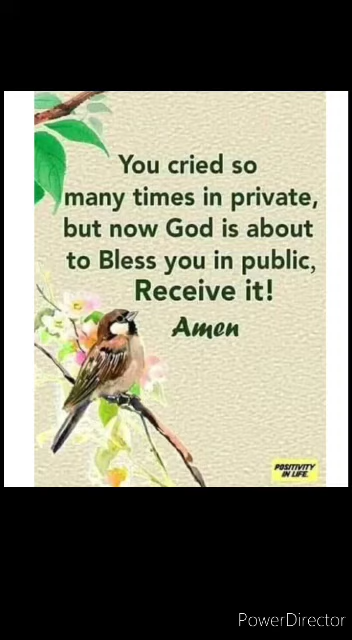 You cried so
many times in private,
but now God is about
to Bless you in public,
Receive it!
Amen
POSITIVITY
IN LIFE
PowerDirector